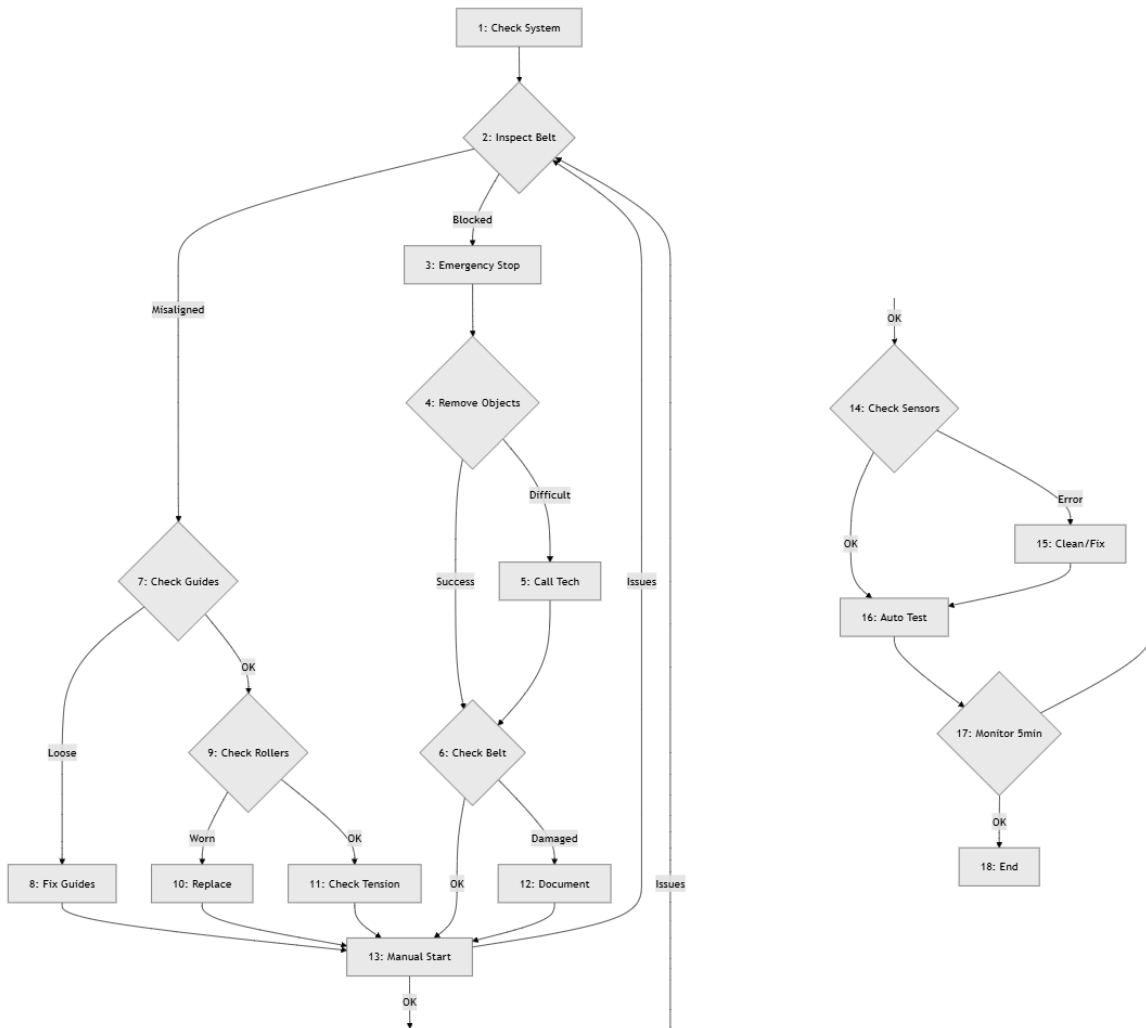 1: Check System
2: Inspect Belt
Blocked
3: Emergency Stop
Misaligned
4: Remove Objects
Difficult
Success
5: Call Tech
Issues
7: Check Guides
OK
Loose
9: Check Rollers
6: Check Belt
Worn
OK
Damaged
8: Fix Guides
10: Replace
11: Check Tension
OK
12: Document
Issues
13: Manual Start
OK
OK
14: Check Sensors
Error
OK
15: Clean/Fix
16: Auto Test
17: Monitor 5min
OK
18: End